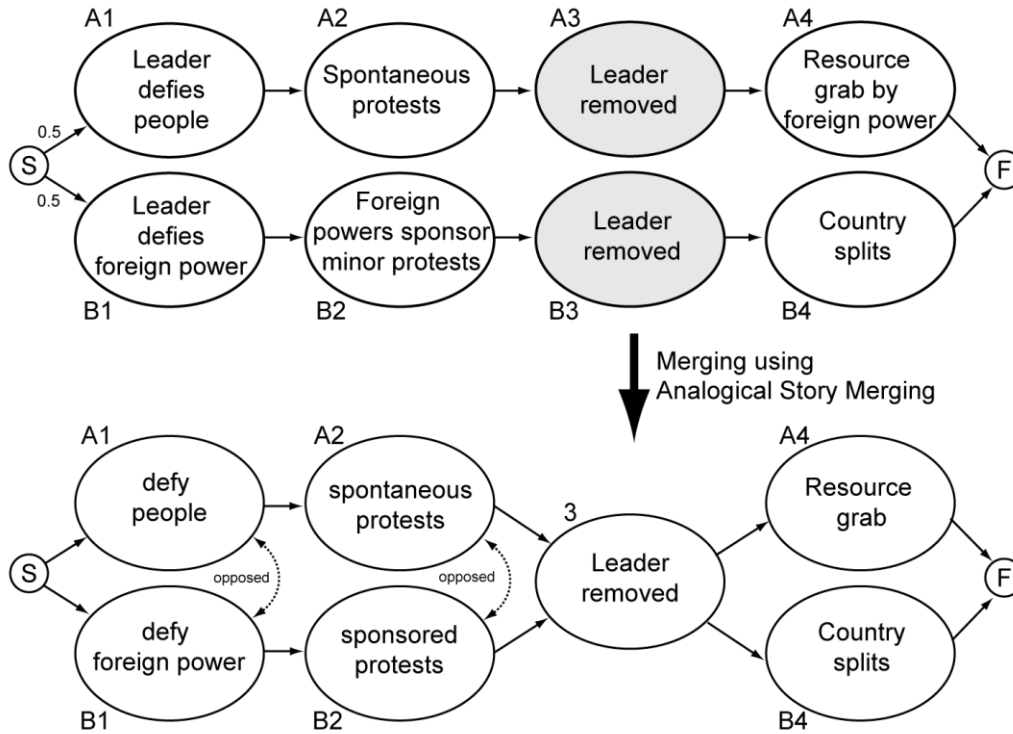 A1
A2
A3
A4
Leader
defies
people
Spontaneous
protests
Leader
removed
Resource
grab by
foreign power
0.5
S
0.5
F
Leader
defies
foreign power
Foreign
powers sponsor
minor protests
Leader
removed
Country
splits
B1
B2
B3
B4
Merging using
Analogical Story Merging
A1
A2
A4
defy
people
spontaneous
protests
3
Resource
grab
S
opposed
opposed
Leader
removed
F
defy
foreign power
sponsored
protests
Country
splits
B1
B2
B4